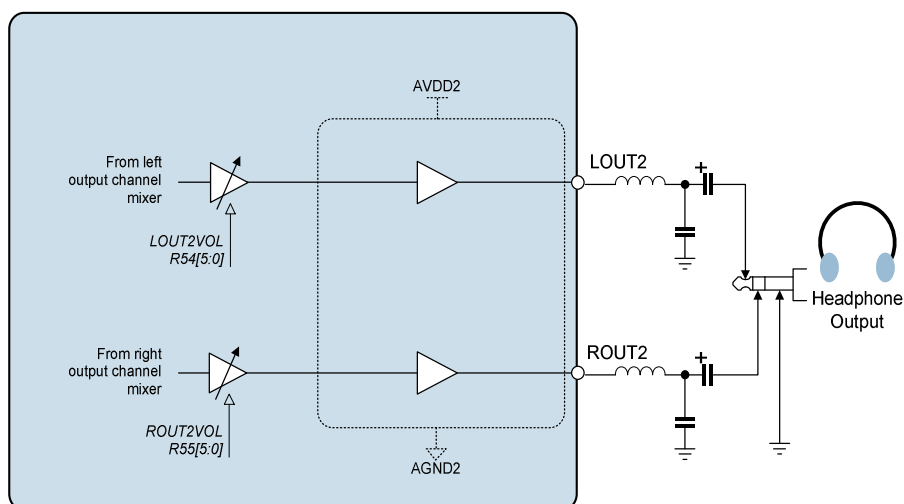 AVDD2
From left
output channel
mixer
LOUT2VOL
R54[5:0]
LOUT2
+
Headphone
Output
From right
output channel
mixer
ROUT2VOL
R55[5:0]
ROUT2
+
AGND2